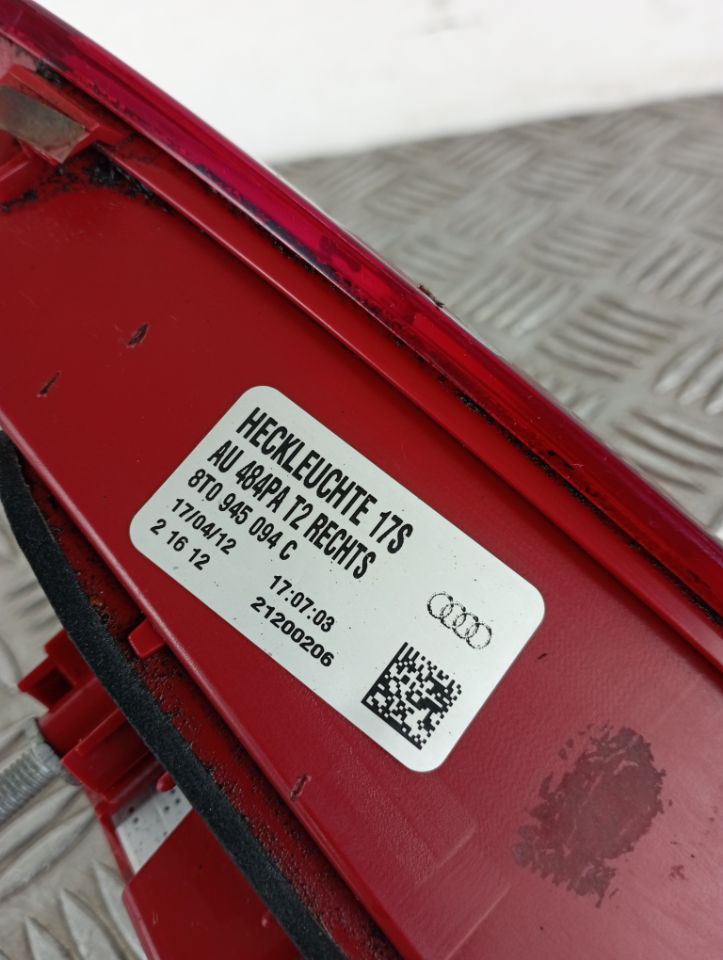 HECKLEUCHTE 17S
AU 484PA T2 RECHTS
8T0 945 094 C
17/04/12 17:07:03
2 16 12 21200206